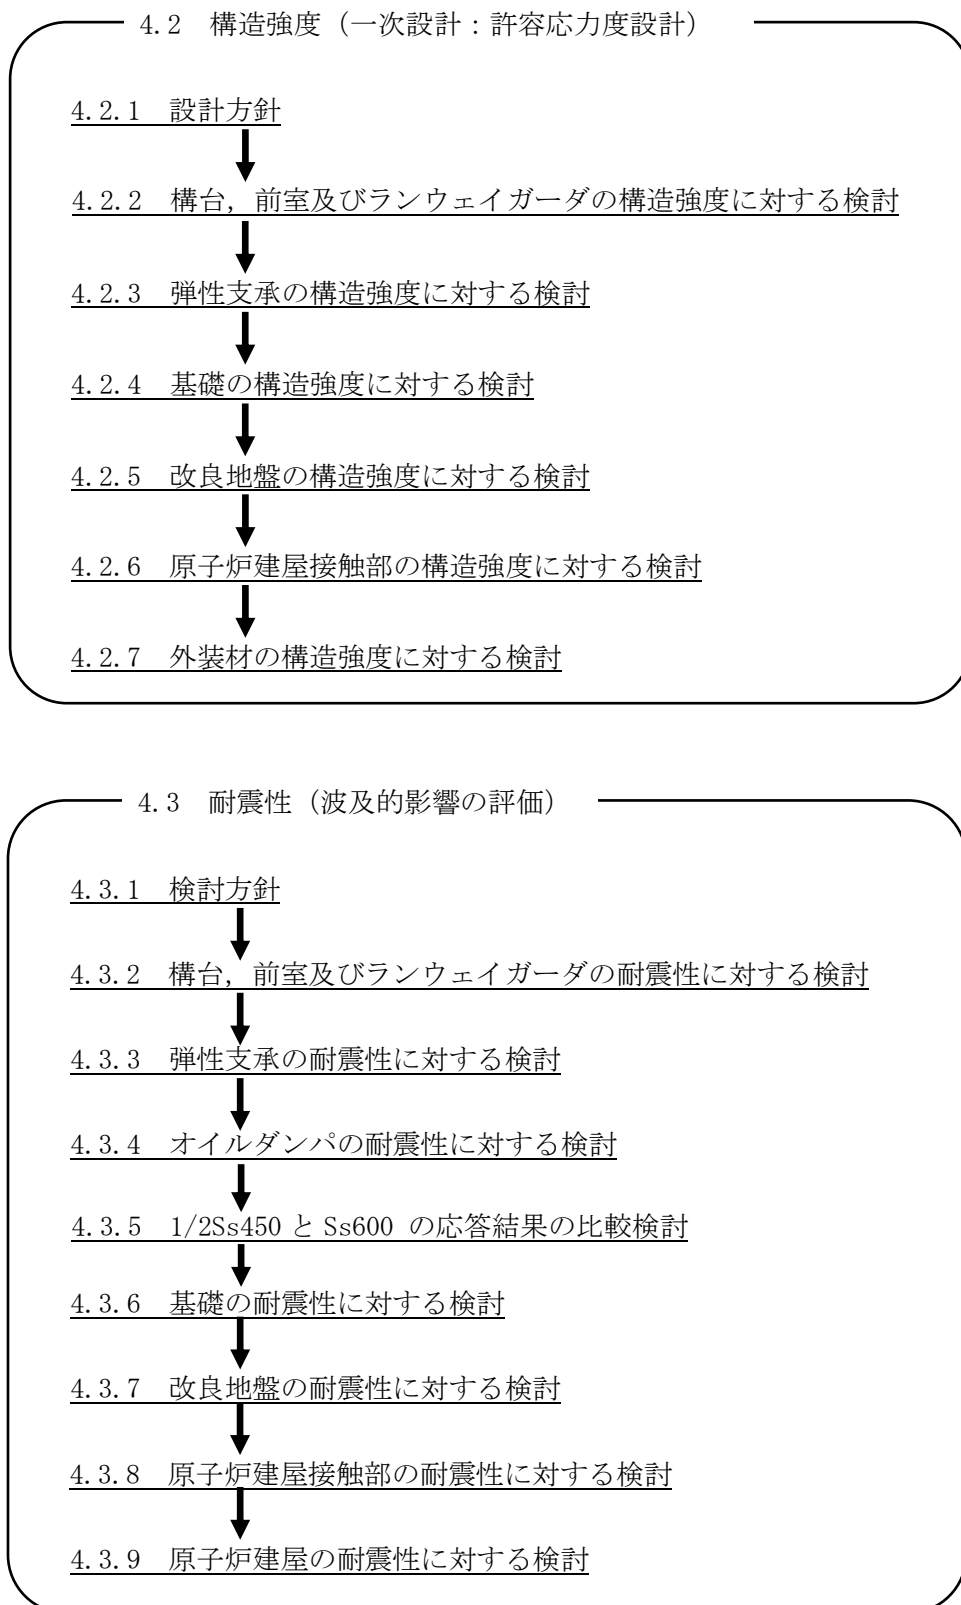 4.2 構造強度（一次設計：許容応力度設計）
4.2.1 設計方針
4.2.2 構台，前室及びランウェイガーダの構造強度に対する検討
4.2.3 弾性支承の構造強度に対する検討
4.2.4 基礎の構造強度に対する検討
4.2.5 改良地盤の構造強度に対する検討
4.2.6 原子炉建屋接触部の構造強度に対する検討
4.2.7 外装材の構造強度に対する検討
4.3 耐震性（波及的影響の評価）
4.3.1 検討方針
4.3.2 構台，前室及びランウェイガーダの耐震性に対する検討
4.3.3 弾性支承の耐震性に対する検討
4.3.4 オイルダンパの耐震性に対する検討
4.3.5 1/2Ss450 と Ss600 の応答結果の比較検討
4.3.6 基礎の耐震性に対する検討
4.3.7 改良地盤の耐震性に対する検討
4.3.8 原子炉建屋接触部の耐震性に対する検討
4.3.9 原子炉建屋の耐震性に対する検討